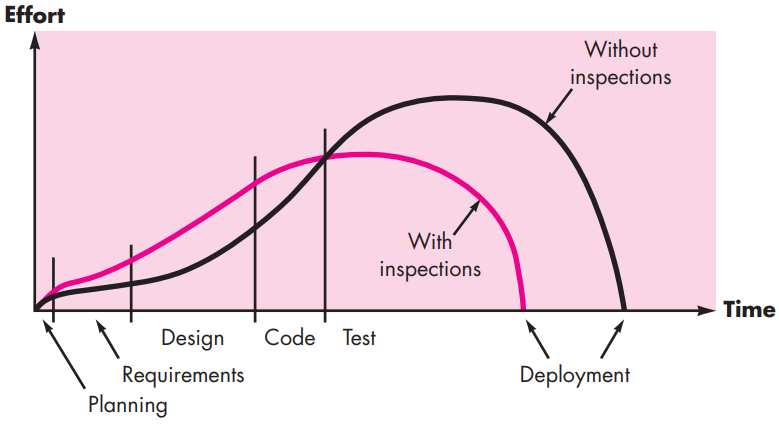 Effort
Without
inspections
With
inspections
Time
Design
Code
Test
Requirements
Deployment
Planning